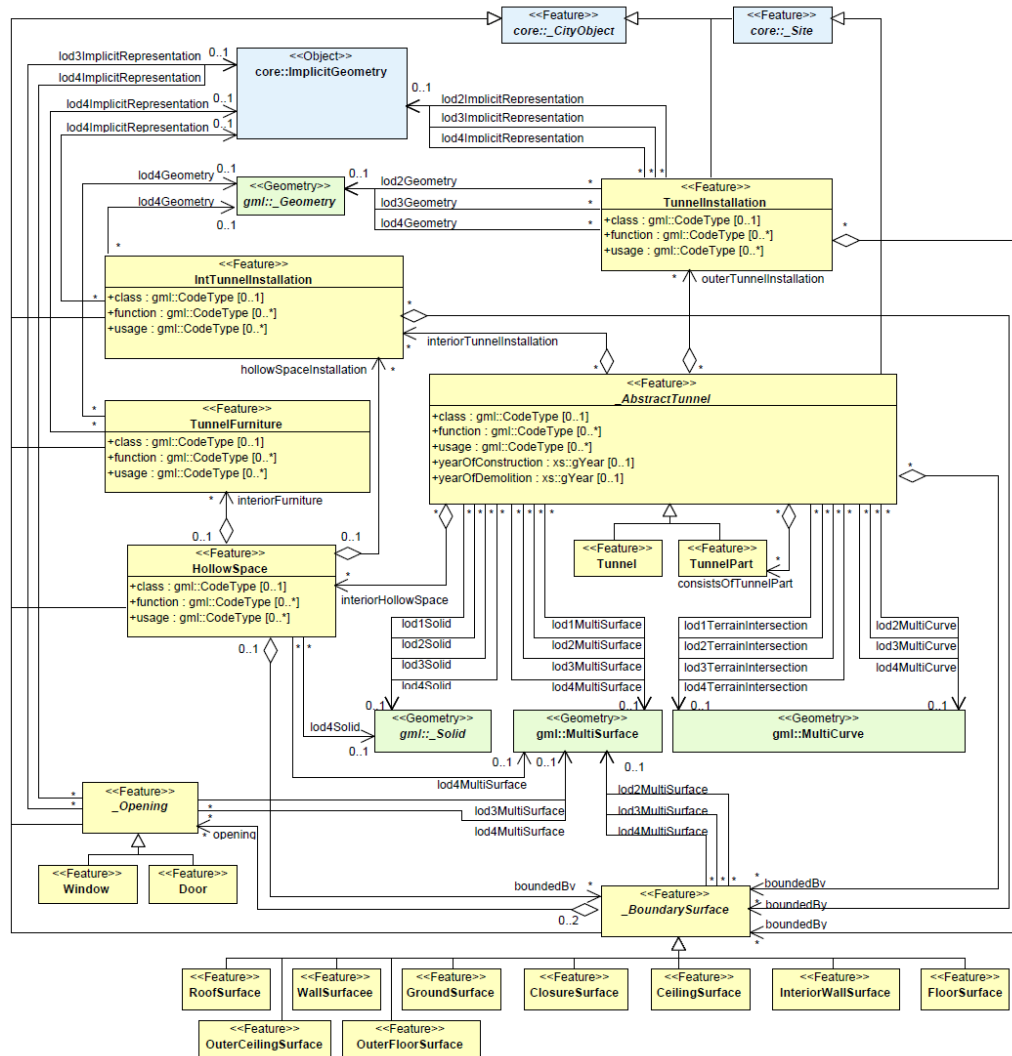 <<Feature>>
core::_CityObject
<<Feature>>
core::_Site
lod3ImplicitRepresentation
0..1
lod4ImplicitRepresentation
<<Object>>
core::ImplicitGeometry
0..1
lod4ImplicitRepresentation
0..1
lod4ImplicitRepresentation
0..1
lod2ImplicitRepresentation
lod3ImplicitRepresentation
lod4ImplicitRepresentation
* * *
lod4Geometry
0..1
lod4Geometry
0..1
<<Geometry>>
gml::_Geometry
0..1
lod2Geometry
*
lod3Geometry
*
lod4Geometry
*
<<Feature>>
TunnelInstallation
+class : gml::CodeType [0..1]
+function : gml::CodeType [0..*]
+usage : gml::CodeType [0..*]
*
* outerTunnelInstallation
*
<<Feature>>
IntTunnelInstallation
+class : gml::CodeType [0..1]
+function : gml::CodeType [0..*]
+usage : gml::CodeType [0..*]
*
*
*
interiorTunnelInstallation
* *
hollowSpaceInstallation
*
<<Feature>>
_AbstractTunnel
+class : gml::CodeType [0..1]
+function : gml::CodeType [0..*]
+usage : gml::CodeType [0..*]
+yearOfConstruction : xs::gYear [0..1]
+yearOfDemolition : xs::gYear [0..1]
*
*
*
<<Feature>>
TunnelFurniture
+class : gml::CodeType [0..1]
+function : gml::CodeType [0..*]
+usage : gml::CodeType [0..*]
* interiorFurniture
0..1
0..1
* * * * * * * * * * * * * * * * *
<<Feature>>
Tunnel
<<Feature>>
TunnelPart
*
consistsOfTunnelPart
<<Feature>>
HollowSpace
+class : gml::CodeType [0..1]
+function : gml::CodeType [0..*]
+usage : gml::CodeType [0..*]
*
interiorHollowSpace
0..1
* *
lod1Solid
lod2Solid
lod3Solid
lod4Solid
0..1
lod1MultiSurface
lod2MultiSurface
lod3MultiSurface
lod4MultiSurface
0..1
lod1TerrainIntersection
lod2TerrainIntersection
lod3TerrainIntersection
lod4TerrainIntersection
0..1
lod2MultiCurve
lod3MultiCurve
lod4MultiCurve
0..1
lod4Solid
0..1
<<Geometry>>
gml::_Solid
<<Geometry>>
gml::MultiSurface
<<Geometry>>
gml::MultiCurve
0..1
0..1
0..1
lod4MultiSurface
<<Feature>>
_Opening
*
*
*
*
lod3MultiSurface
lod4MultiSurface
* opening
lod2MultiSurface
lod3MultiSurface
lod4MultiSurface
* * *
<<Feature>>
Window
<<Feature>>
Door
boundedBy
*
0..2
<<Feature>>
_BoundarySurface
* boundedBy
* boundedBy
boundedBy
*
<<Feature>>
RoofSurface
<<Feature>>
WallSurfacee
<<Feature>>
GroundSurface
<<Feature>>
ClosureSurface
<<Feature>>
CeilingSurface
<<Feature>>
InteriorWallSurface
<<Feature>>
FloorSurface
<<Feature>>
OuterCeilingSurface
<<Feature>>
OuterFloorSurface